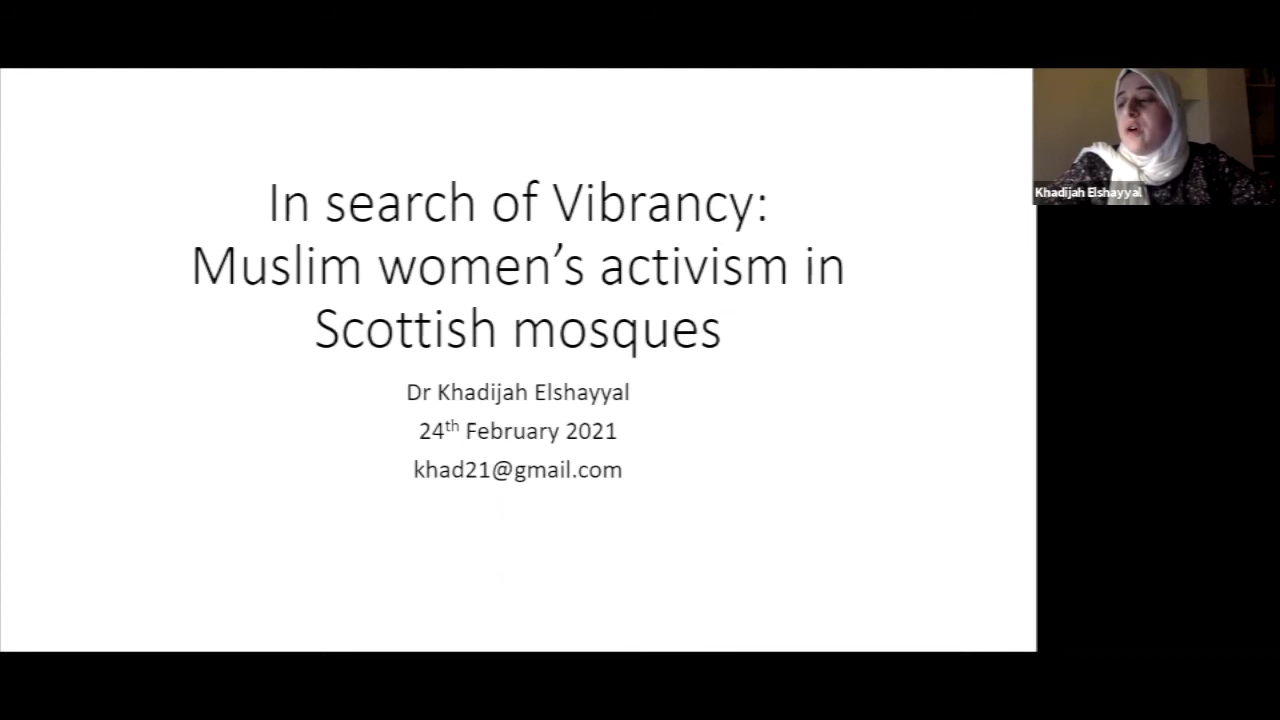 In search of Vibrancy:
Muslim women’s activism in
Scottish mosques
Dr Khadijah Elshayyal
24th February 2021
khad21@gmail.com
Khadijah Elshayyal